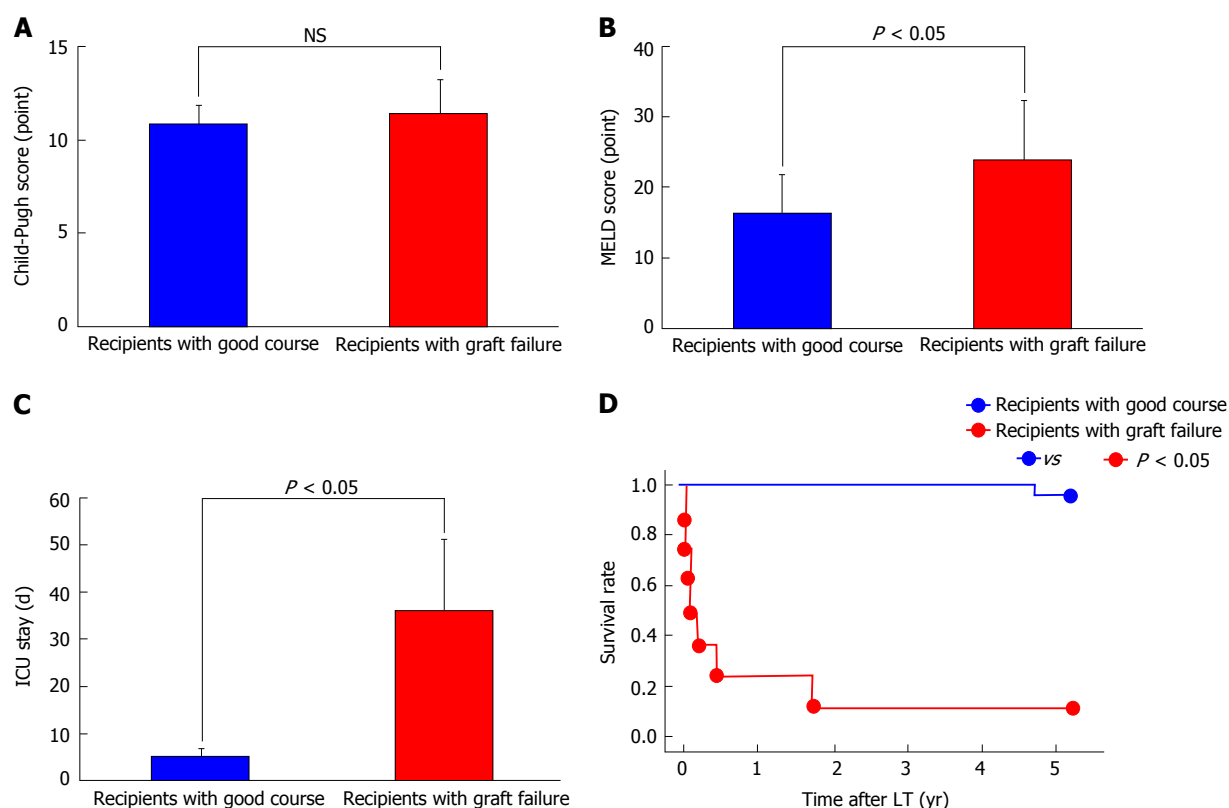 A
NS
Child-Pugh score (point)
15
10
5
0
Recipients with good course
Recipients with graft failure
B
P < 0.05
MELD score (point)
40
30
20
10
0
Recipients with good course
Recipients with graft failure
C
P < 0.05
ICU stay (d)
60
50
40
30
20
10
0
Recipients with good course
Recipients with graft failure
D
Recipients with good course
Recipients with graft failure
vs P < 0.05
Survival rate
1.0
0.8
0.6
0.4
0.2
0.0
0 1 2 3 4 5
Time after LT (yr)